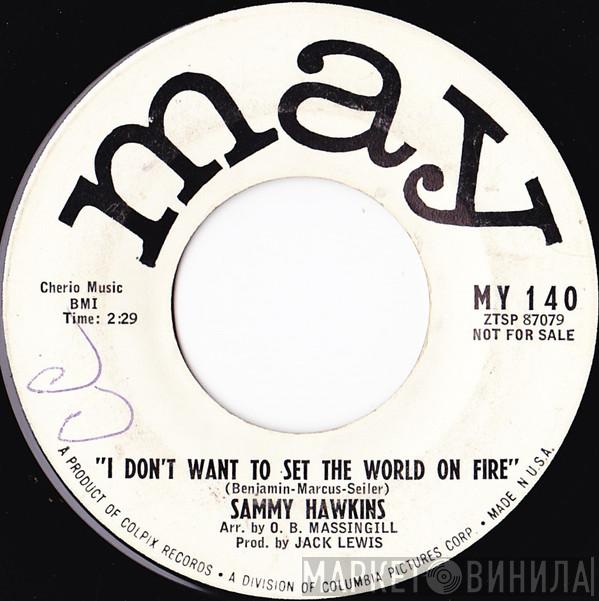 may
Cherio Music
BMI
Time: 2:29
MY 140
ZTSP 87079
NOT FOR SALE
"I DON'T WANT TO SET THE WORLD ON FIRE"
(Benjamin-Marcus-Seiler)
SAMMY HAWKINS
Arr. by O. B. MASSINGILL
Prod. by JACK LEWIS
A PRODUCT OF COLPIX RECORDS • A DIVISION OF COLUMBIA PICTURES CORP. • MADE IN U.S.A.
МАРКЕТ ВИНИЛА